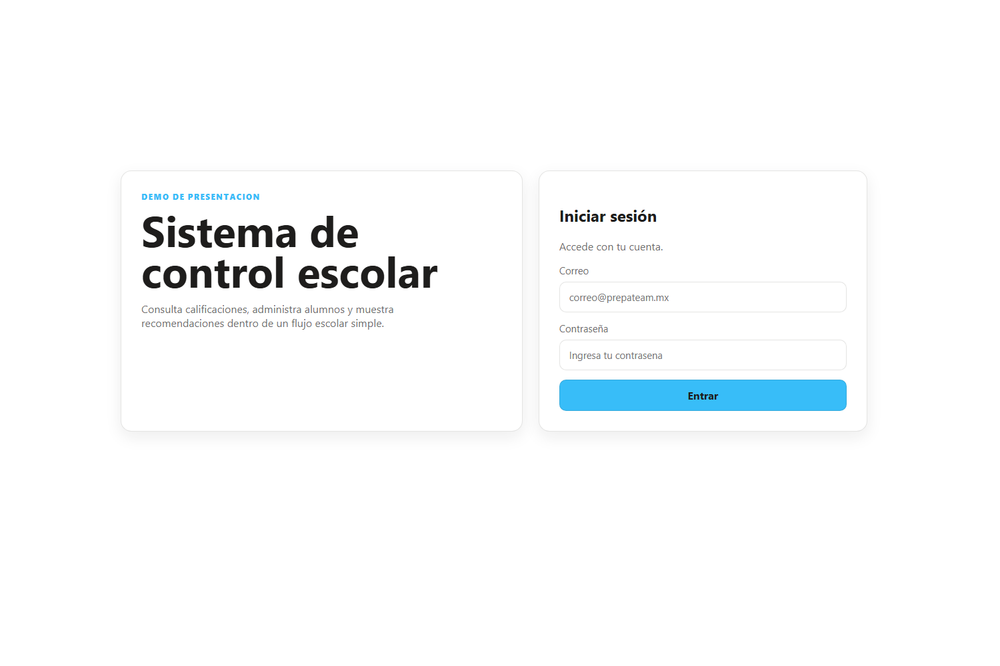 DEMO DE PRESENTACION
Sistema de
control escolar
Consulta calificaciones, administra alumnos y muestra
recomendaciones dentro de un flujo escolar simple.
Iniciar sesión
Accede con tu cuenta.
Correo
correo@prepateam.mx
Contraseña
Ingresa tu contrasena
Entrar